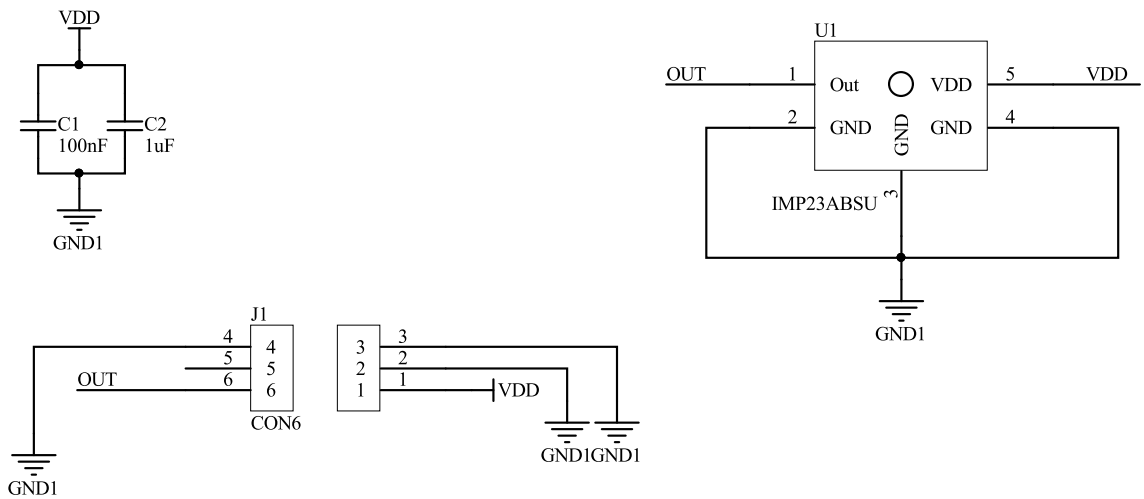 VDD
C1
100nF
C2
1uF
GND1
U1
OUT 1 Out VDD 5 VDD
2 GND GND GND 4
IMP23ABSU 3
GND1
J1
4 4 3 3
5 5 2 2
OUT 6 6 1 1 VDD
CON6
GND1GND1
GND1